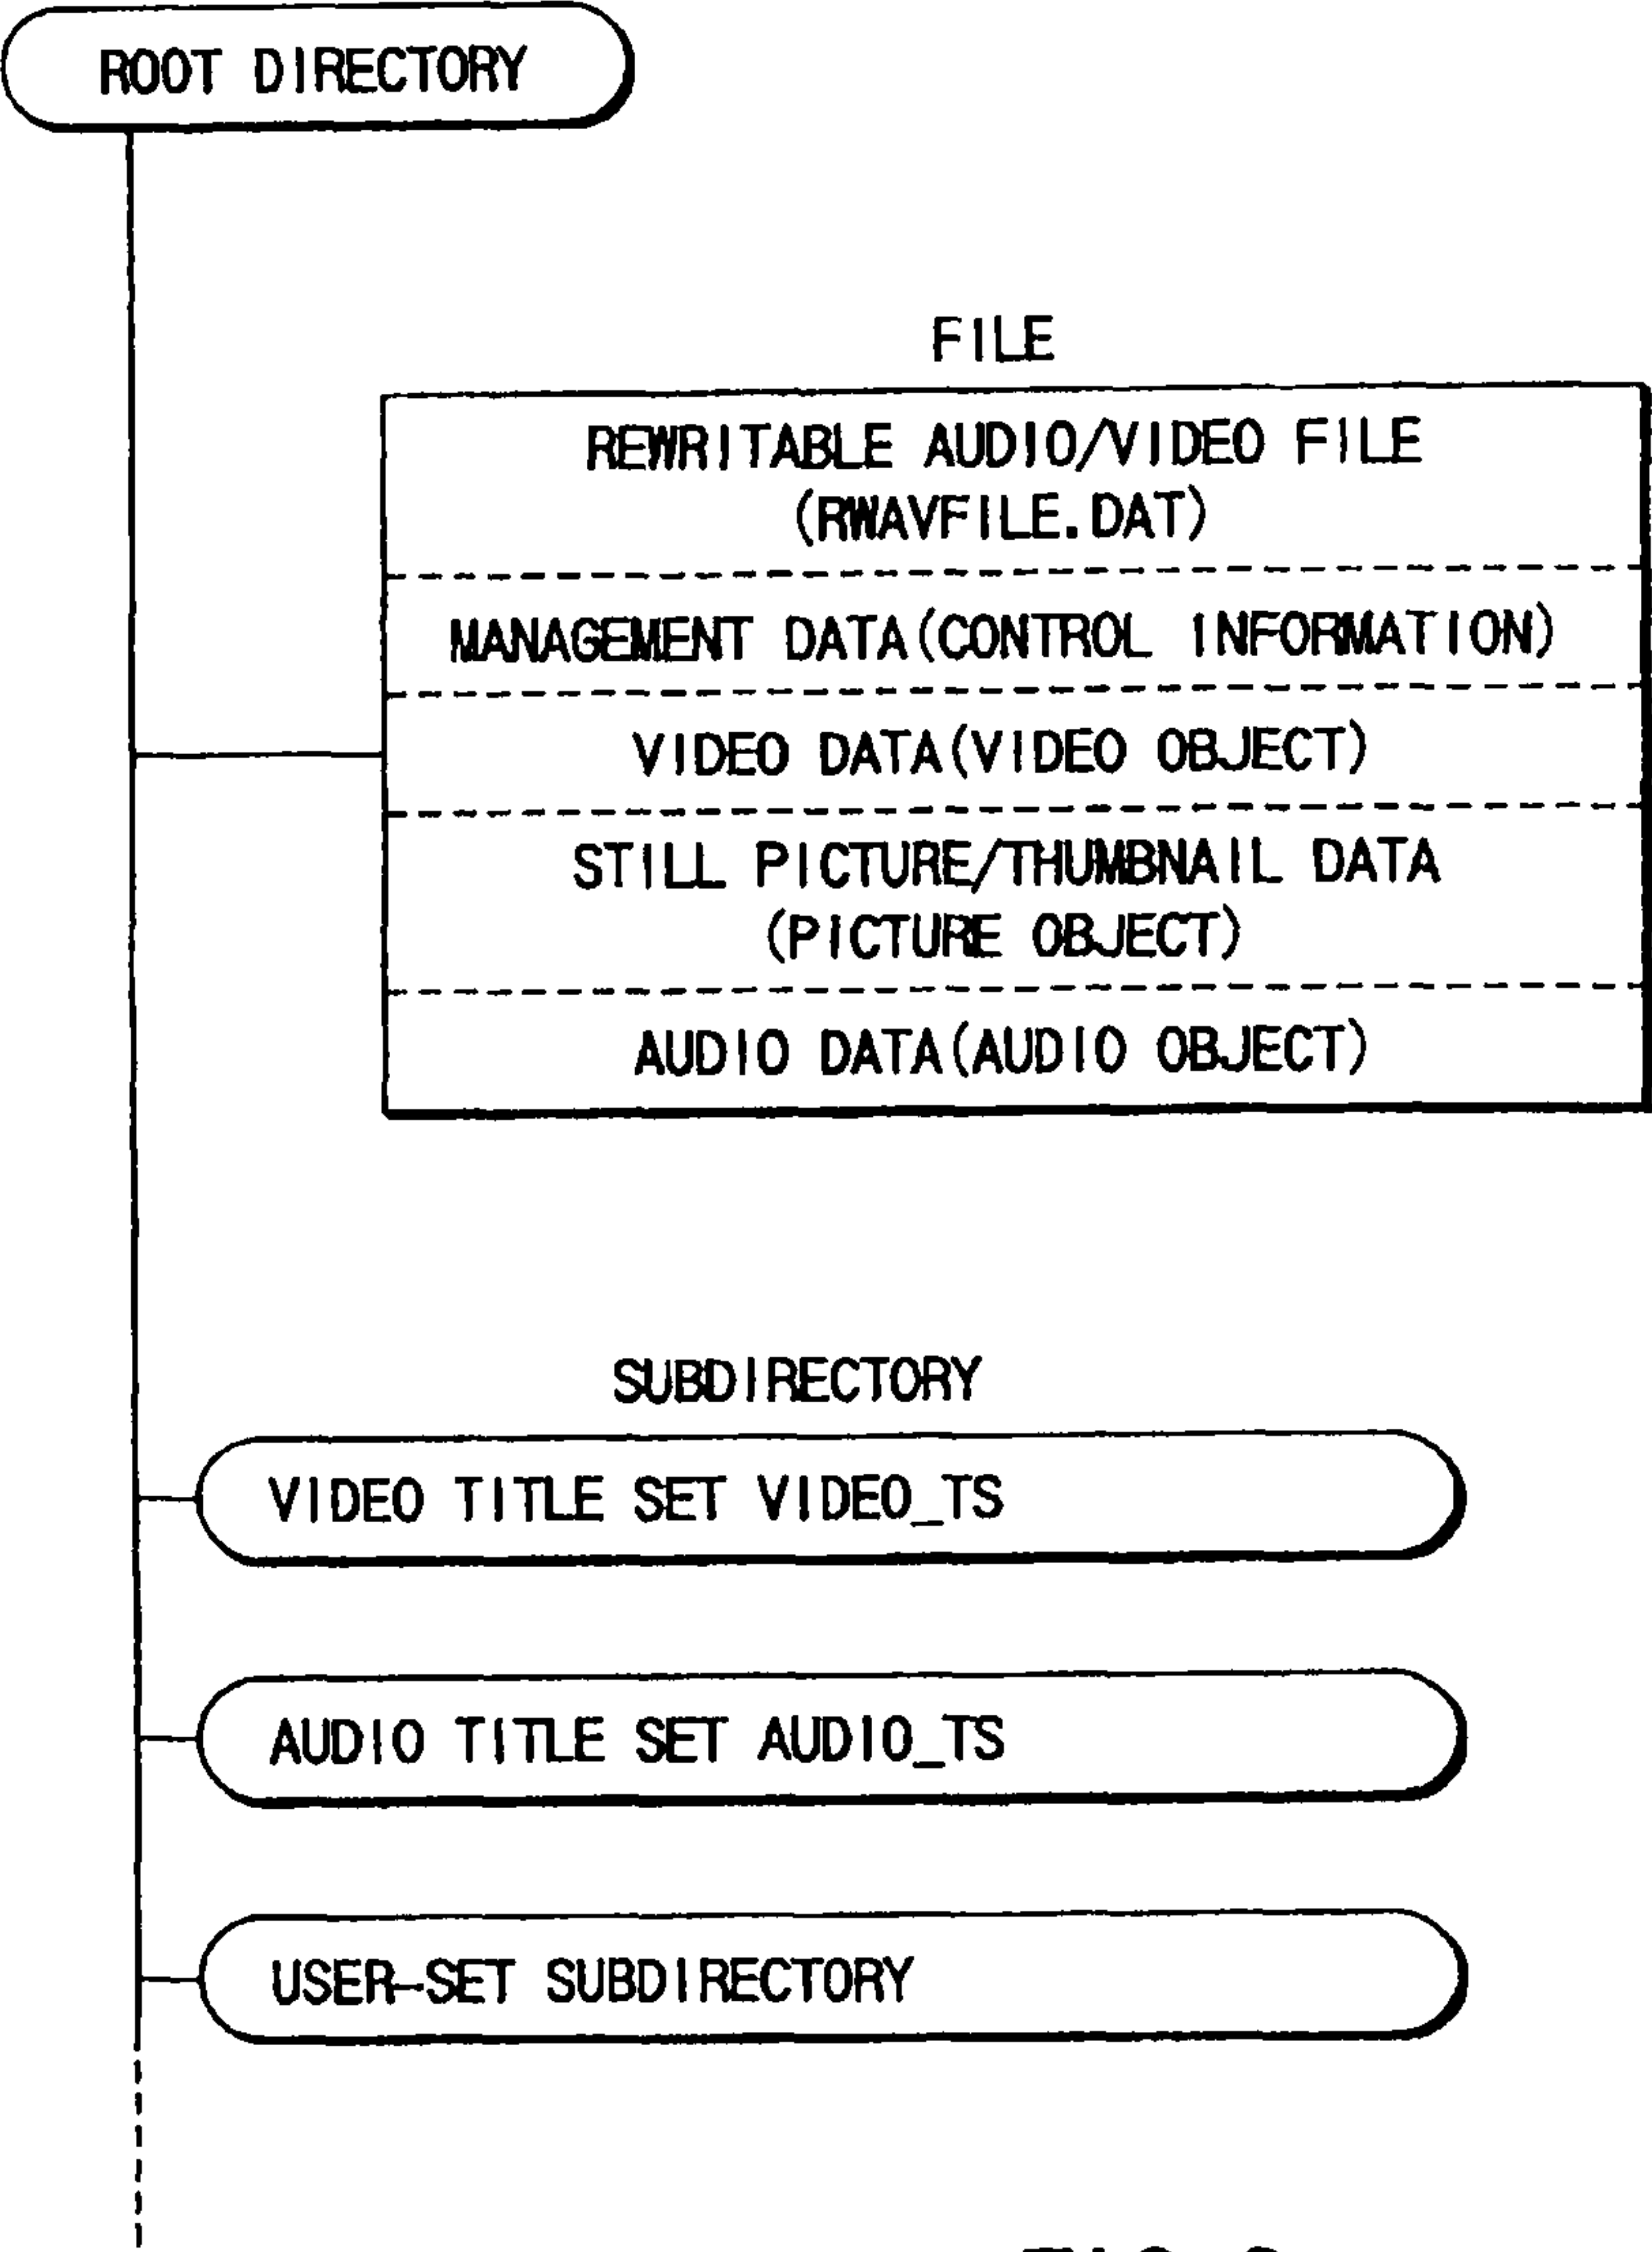 ROOT DIRECTORY
FILE
REWRITABLE AUDIO/VIDEO FILE
(RWAVFILE.DAT)
MANAGEMENT DATA(CONTROL INFORMATION)
VIDEO DATA(VIDEO OBJECT)
STILL PICTURE/THUMBNAIL DATA
(PICTURE OBJECT)
AUDIO DATA(AUDIO OBJECT)
SUBDIRECTORY
VIDEO TITLE SET VIDEO_TS
AUDIO TITLE SET AUDIO_TS
USER-SET SUBDIRECTORY